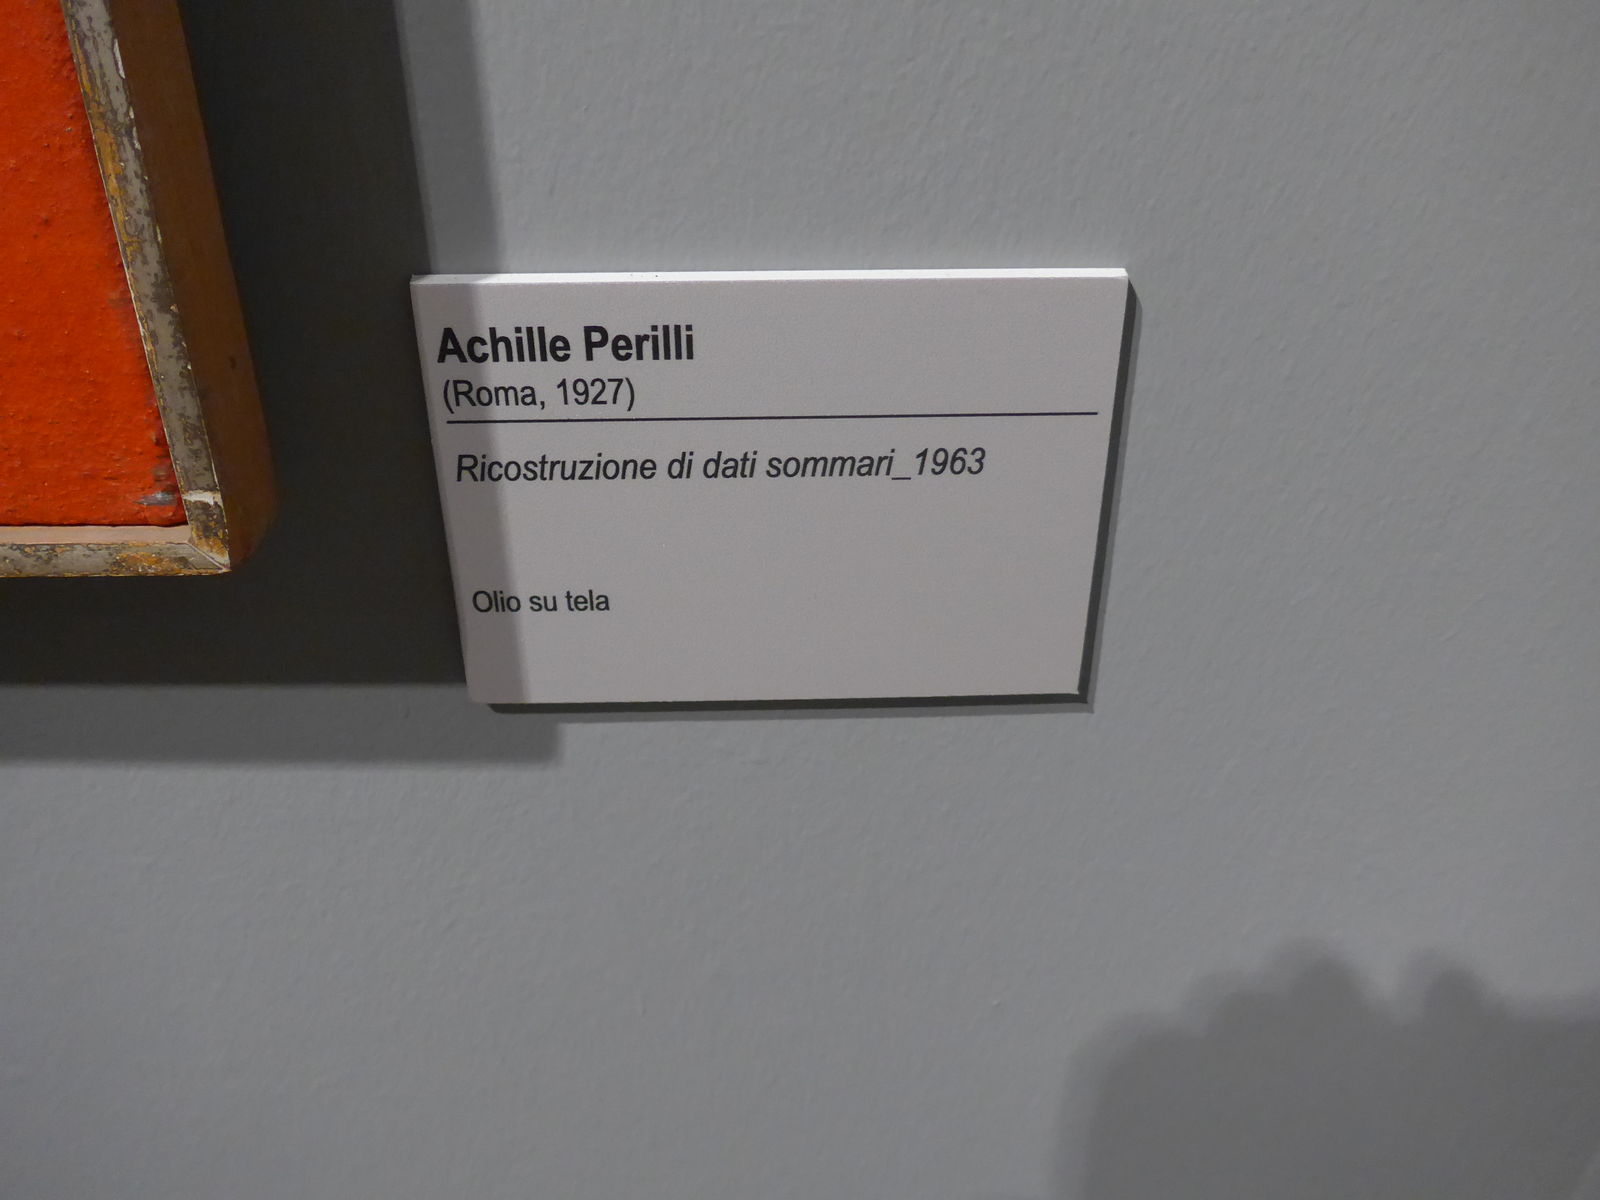 Achille Perilli
(Roma, 1927)
Ricostruzione di dati sommari_1963
Olio su tela